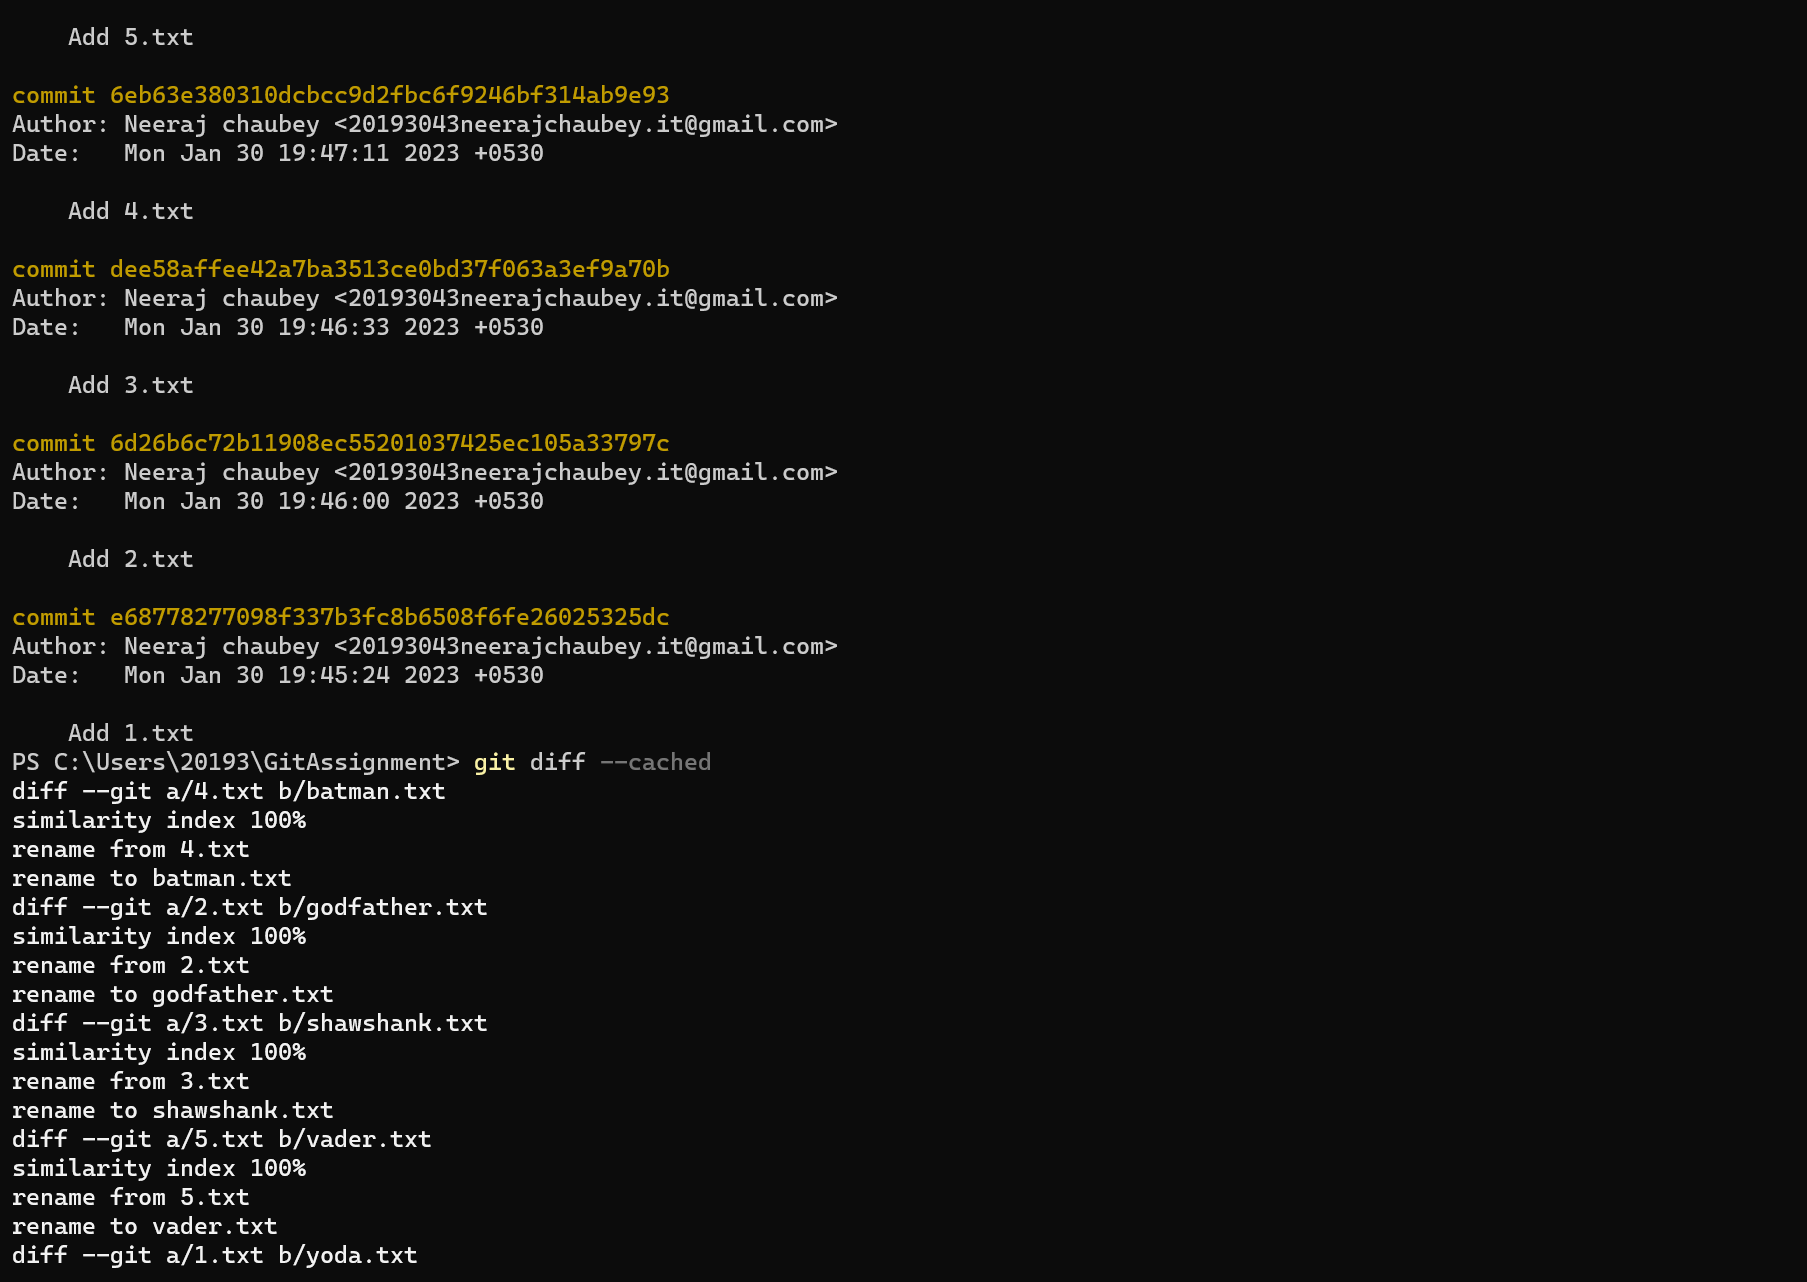 Add 5.txt

commit 6eb63e380310dcbcc9d2fbc6f9246bf314ab9e93
Author: Neeraj chaubey <20193043neerajchaubey.it@gmail.com>
Date:   Mon Jan 30 19:47:11 2023 +0530

    Add 4.txt

commit dee58affee42a7ba3513ce0bd37f063a3ef9a70b
Author: Neeraj chaubey <20193043neerajchaubey.it@gmail.com>
Date:   Mon Jan 30 19:46:33 2023 +0530

    Add 3.txt

commit 6d26b6c72b11908ec55201037425ec105a33797c
Author: Neeraj chaubey <20193043neerajchaubey.it@gmail.com>
Date:   Mon Jan 30 19:46:00 2023 +0530

    Add 2.txt

commit e68778277098f337b3fc8b6508f6fe26025325dc
Author: Neeraj chaubey <20193043neerajchaubey.it@gmail.com>
Date:   Mon Jan 30 19:45:24 2023 +0530

    Add 1.txt
PS C:\Users\20193\GitAssignment> git diff --cached
diff --git a/4.txt b/batman.txt
similarity index 100%
rename from 4.txt
rename to batman.txt
diff --git a/2.txt b/godfather.txt
similarity index 100%
rename from 2.txt
rename to godfather.txt
diff --git a/3.txt b/shawshank.txt
similarity index 100%
rename from 3.txt
rename to shawshank.txt
diff --git a/5.txt b/vader.txt
similarity index 100%
rename from 5.txt
rename to vader.txt
diff --git a/1.txt b/yoda.txt